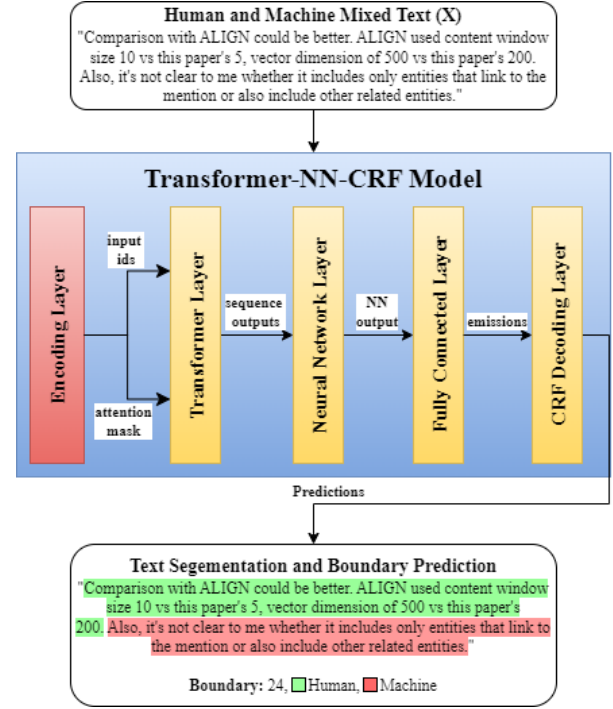 Human and Machine Mixed Text (X)
"Comparison with ALIGN could be better. ALIGN used content window
size 10 vs this paper's 5, vector dimension of 500 vs this paper's 200.
Also, it's not clear to me whether it includes only entities that link to the
mention or also include other related entities."
Transformer-NN-CRF Model
Encoding Layer
input
ids
attention
mask
Transformer Layer
sequence
outputs
Neural Network Layer
NN
output
Fully Connected Layer
emissions
CRF Decoding Layer
Predictions
Text Segementation and Boundary Prediction
"Comparison with ALIGN could be better. ALIGN used content window
size 10 vs this paper's 5, vector dimension of 500 vs this paper's
200. Also, it's not clear to me whether it includes only entities that link to
the mention or also include other related entities."
Boundary: 24, Human, Machine